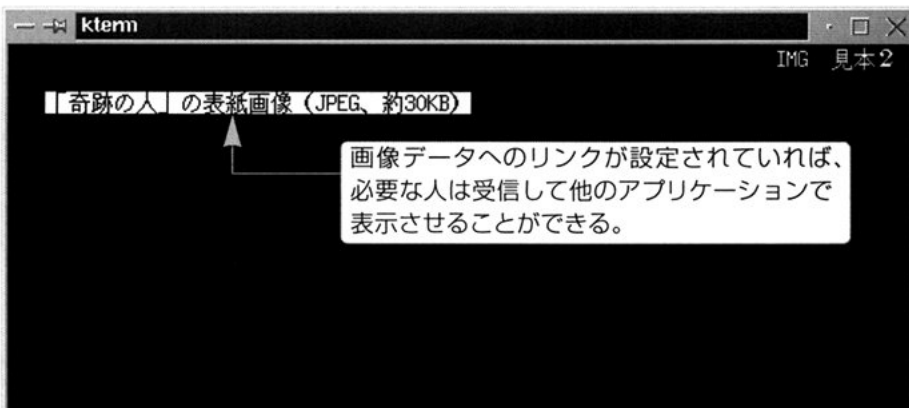 kterm
IMG 見本2
「奇跡の人」の表紙画像（JPEG、約30KB）
画像データへのリンクが設定されていれば、
必要な人は受信して他のアプリケーションで
表示させることができる。